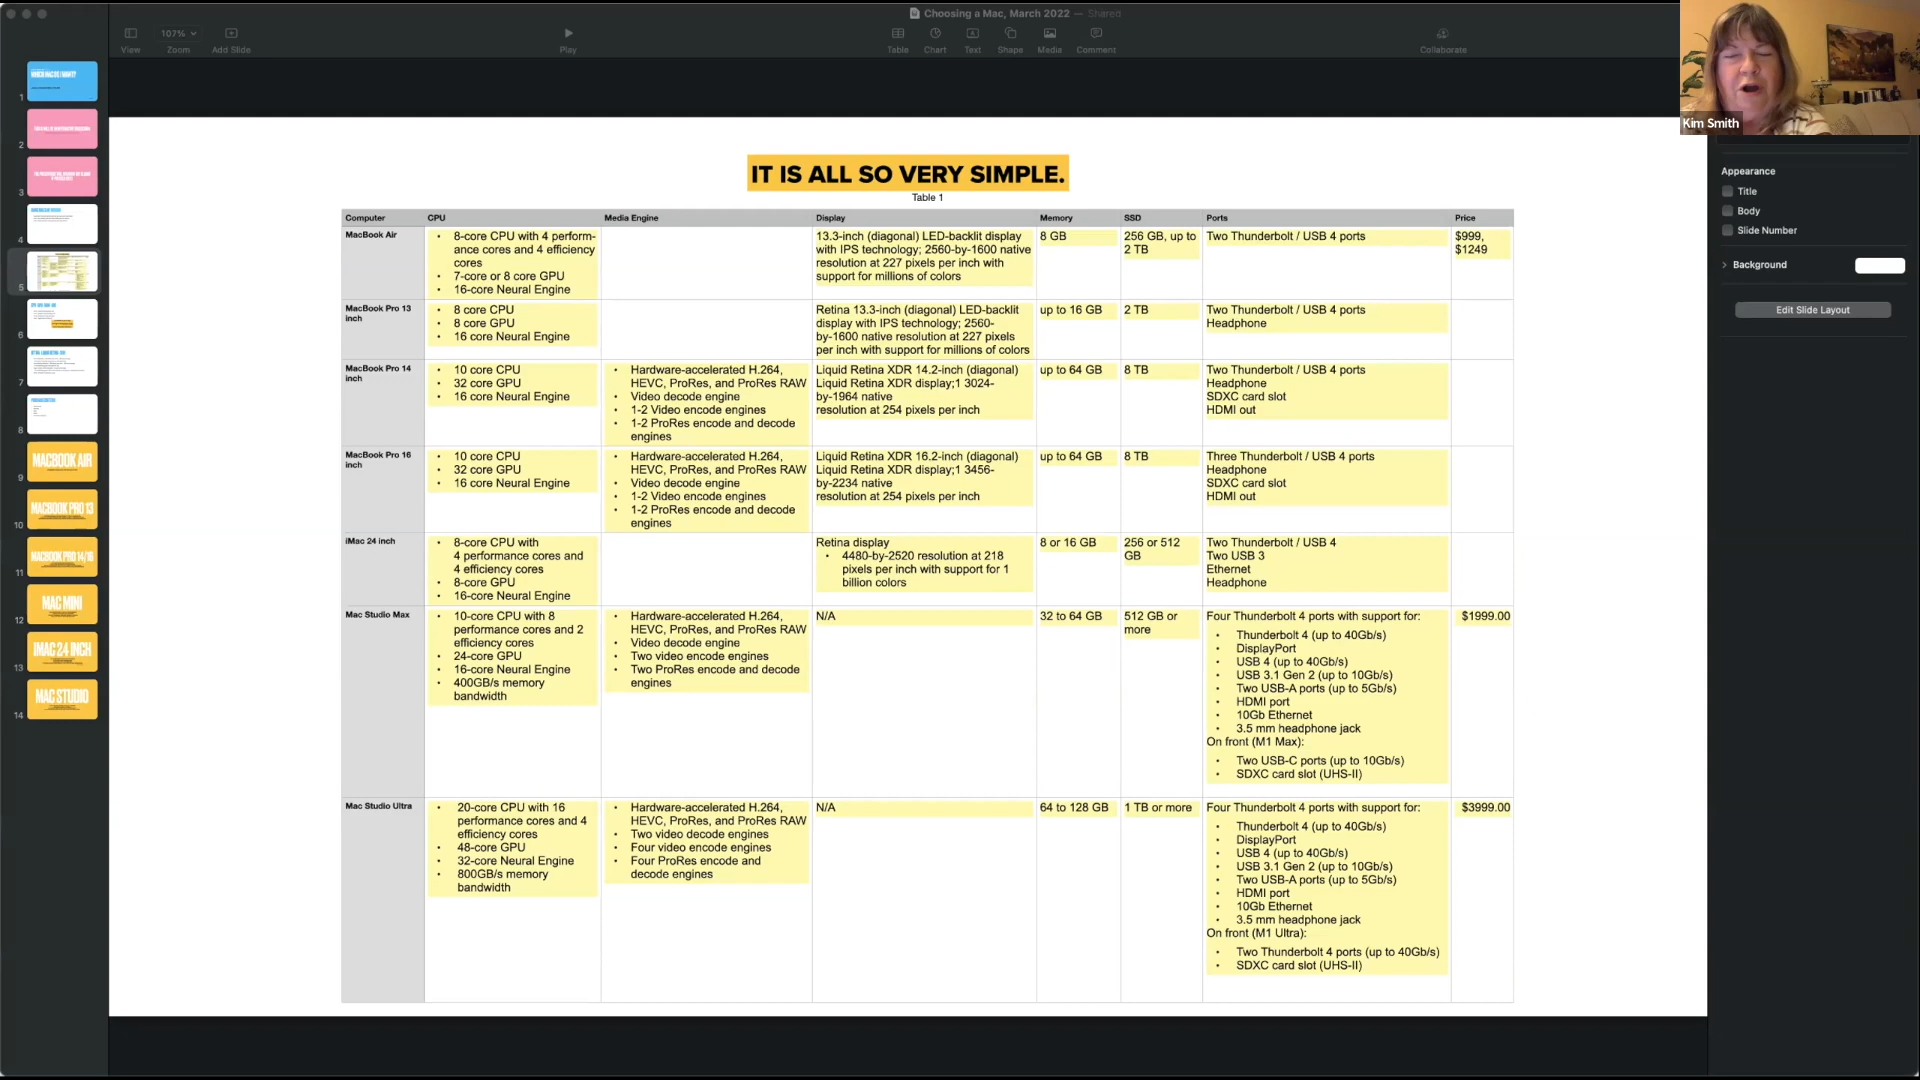 Choosing a Mac, March 2022 — Shared
107%
View
Zoom
Add Slide
Play
Table
Chart
Text
Shape
Media
Comment
Collaborate
Kim Smith
1
2
3
4
5
6
7
8
MACBOOK AIR
9
MACBOOK PRO 13
10
MACBOOK PRO 14/16
11
MAC MINI
12
IMAC 24 INCH
13
MAC STUDIO
14
IT IS ALL SO VERY SIMPLE.
Table 1
Computer CPU Media Engine Display Memory SSD Ports Price
MacBook Air
• 8-core CPU with 4 perform-
ance cores and 4 efficiency
cores
• 7-core or 8 core GPU
• 16-core Neural Engine
13.3-inch (diagonal) LED-backlit display
with IPS technology; 2560-by-1600 native
resolution at 227 pixels per inch with
support for millions of colors
8 GB
256 GB, up to
2 TB
Two Thunderbolt / USB 4 ports
$999,
$1249
MacBook Pro 13
inch
• 8 core CPU
• 8 core GPU
• 16 core Neural Engine
Retina 13.3-inch (diagonal) LED-backlit
display with IPS technology; 2560-
by-1600 native resolution at 227 pixels
per inch with support for millions of colors
up to 16 GB
2 TB
Two Thunderbolt / USB 4 ports
Headphone
MacBook Pro 14
inch
• 10 core CPU
• 32 core GPU
• 16 core Neural Engine
• Hardware-accelerated H.264,
HEVC, ProRes, and ProRes RAW
• Video decode engine
• 1-2 Video encode engines
• 1-2 ProRes encode and decode
engines
Liquid Retina XDR 14.2-inch (diagonal)
Liquid Retina XDR display;1 3024-
by-1964 native
resolution at 254 pixels per inch
up to 64 GB
8 TB
Two Thunderbolt / USB 4 ports
Headphone
SDXC card slot
HDMI out
MacBook Pro 16
inch
• 10 core CPU
• 32 core GPU
• 16 core Neural Engine
• Hardware-accelerated H.264,
HEVC, ProRes, and ProRes RAW
• Video decode engine
• 1-2 Video encode engines
• 1-2 ProRes encode and decode
engines
Liquid Retina XDR 16.2-inch (diagonal)
Liquid Retina XDR display;1 3456-
by-2234 native
resolution at 254 pixels per inch
up to 64 GB
8 TB
Three Thunderbolt / USB 4 ports
Headphone
SDXC card slot
HDMI out
iMac 24 inch
• 8-core CPU with
4 performance cores and
4 efficiency cores
• 8-core GPU
• 16-core Neural Engine
Retina display
• 4480-by-2520 resolution at 218
pixels per inch with support for 1
billion colors
8 or 16 GB
256 or 512
GB
Two Thunderbolt / USB 4
Two USB 3
Ethernet
Headphone
Mac Studio Max
• 10-core CPU with 8
performance cores and 2
efficiency cores
• 24-core GPU
• 16-core Neural Engine
• 400GB/s memory
bandwidth
• Hardware-accelerated H.264,
HEVC, ProRes, and ProRes RAW
• Video decode engine
• Two video encode engines
• Two ProRes encode and decode
engines
N/A
32 to 64 GB
512 GB or
more
Four Thunderbolt 4 ports with support for:
• Thunderbolt 4 (up to 40Gb/s)
• DisplayPort
• USB 4 (up to 40Gb/s)
• USB 3.1 Gen 2 (up to 10Gb/s)
• Two USB-A ports (up to 5Gb/s)
• HDMI port
• 10Gb Ethernet
• 3.5 mm headphone jack
On front (M1 Max):
• Two USB-C ports (up to 10Gb/s)
• SDXC card slot (UHS-II)
$1999.00
Mac Studio Ultra
• 20-core CPU with 16
performance cores and 4
efficiency cores
• 48-core GPU
• 32-core Neural Engine
• 800GB/s memory
bandwidth
• Hardware-accelerated H.264,
HEVC, ProRes, and ProRes RAW
• Two video decode engines
• Four video encode engines
• Four ProRes encode and
decode engines
N/A
64 to 128 GB
1 TB or more
Four Thunderbolt 4 ports with support for:
• Thunderbolt 4 (up to 40Gb/s)
• DisplayPort
• USB 4 (up to 40Gb/s)
• USB 3.1 Gen 2 (up to 10Gb/s)
• Two USB-A ports (up to 5Gb/s)
• HDMI port
• 10Gb Ethernet
• 3.5 mm headphone jack
On front (M1 Ultra):
• Two Thunderbolt 4 ports (up to 40Gb/s)
• SDXC card slot (UHS-II)
$3999.00
Appearance
Title
Body
Slide Number
Background
Edit Slide Layout